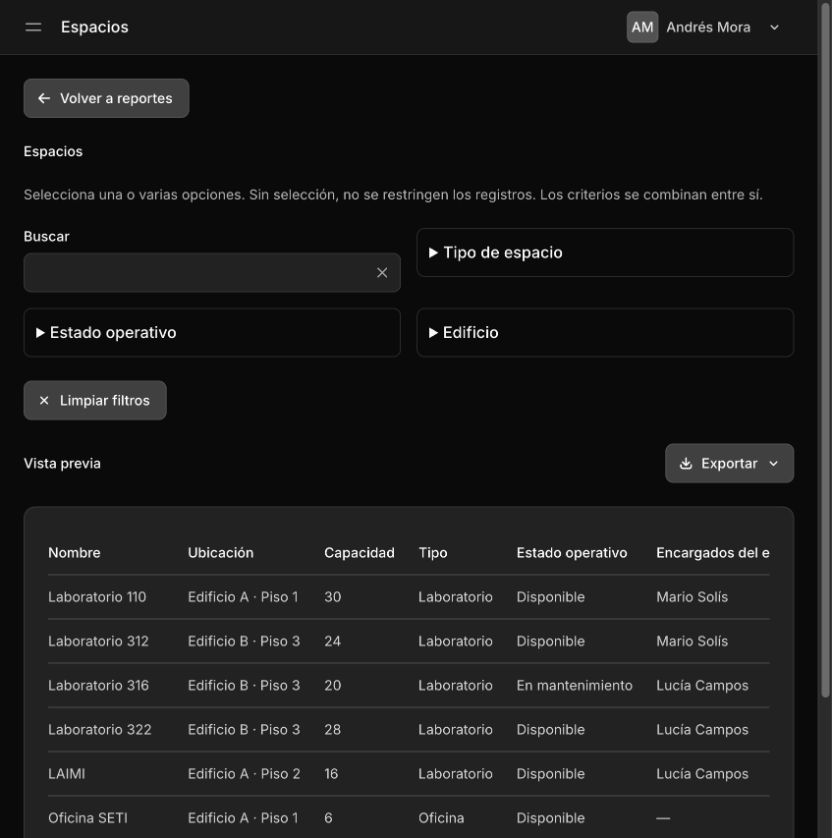 Espacios
AM Andrés Mora
Volver a reportes
Espacios
Selecciona una o varias opciones. Sin selección, no se restringen los registros. Los criterios se combinan entre sí.
Buscar
Tipo de espacio
Estado operativo
Edificio
Limpiar filtros
Vista previa
Exportar
Nombre Ubicación Capacidad Tipo Estado operativo Encargados del e
Laboratorio 110 Edificio A · Piso 1 30 Laboratorio Disponible Mario Solís
Laboratorio 312 Edificio B · Piso 3 24 Laboratorio Disponible Mario Solís
Laboratorio 316 Edificio B · Piso 3 20 Laboratorio En mantenimiento Lucía Campos
Laboratorio 322 Edificio B · Piso 3 28 Laboratorio Disponible Lucía Campos
LAIMI Edificio A · Piso 2 16 Laboratorio Disponible Lucía Campos
Oficina SETI Edificio A · Piso 1 6 Oficina Disponible —